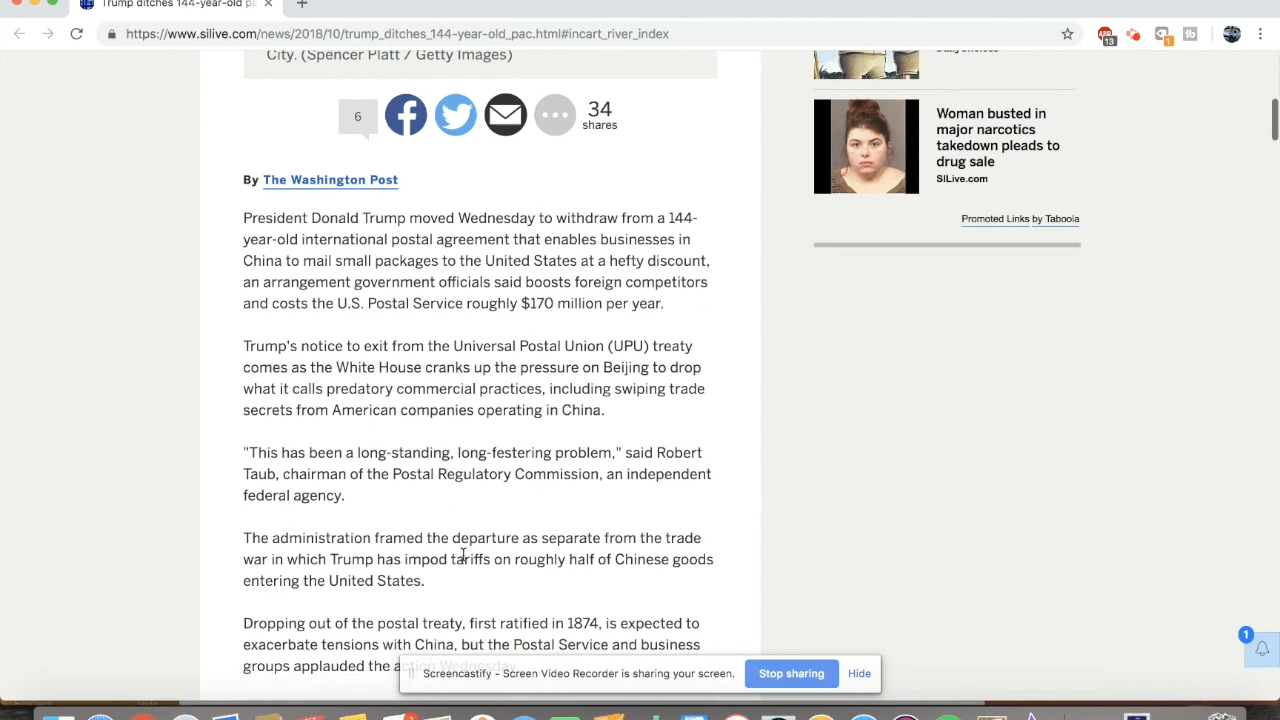 Trump ditches 144-year-old pa
https://www.silive.com/news/2018/10/trump_ditches_144-year-old_pac.html#incart_river_index
13
1
City. (Spencer Platt / Getty Images)
6
34
shares
By The Washington Post
President Donald Trump moved Wednesday to withdraw from a 144-
year-old international postal agreement that enables businesses in
China to mail small packages to the United States at a hefty discount,
an arrangement government officials said boosts foreign competitors
and costs the U.S. Postal Service roughly $170 million per year.
Trump's notice to exit from the Universal Postal Union (UPU) treaty
comes as the White House cranks up the pressure on Beijing to drop
what it calls predatory commercial practices, including swiping trade
secrets from American companies operating in China.
"This has been a long-standing, long-festering problem," said Robert
Taub, chairman of the Postal Regulatory Commission, an independent
federal agency.
The administration framed the departure as separate from the trade
war in which Trump has impod tariffs on roughly half of Chinese goods
entering the United States.
Dropping out of the postal treaty, first ratified in 1874, is expected to
exacerbate tensions with China, but the Postal Service and business
groups applauded the action Wednesday.
Woman busted in
major narcotics
takedown pleads to
drug sale
SILive.com
Promoted Links by Taboola
1
Screencastify - Screen Video Recorder is sharing your screen.
Stop sharing
Hide